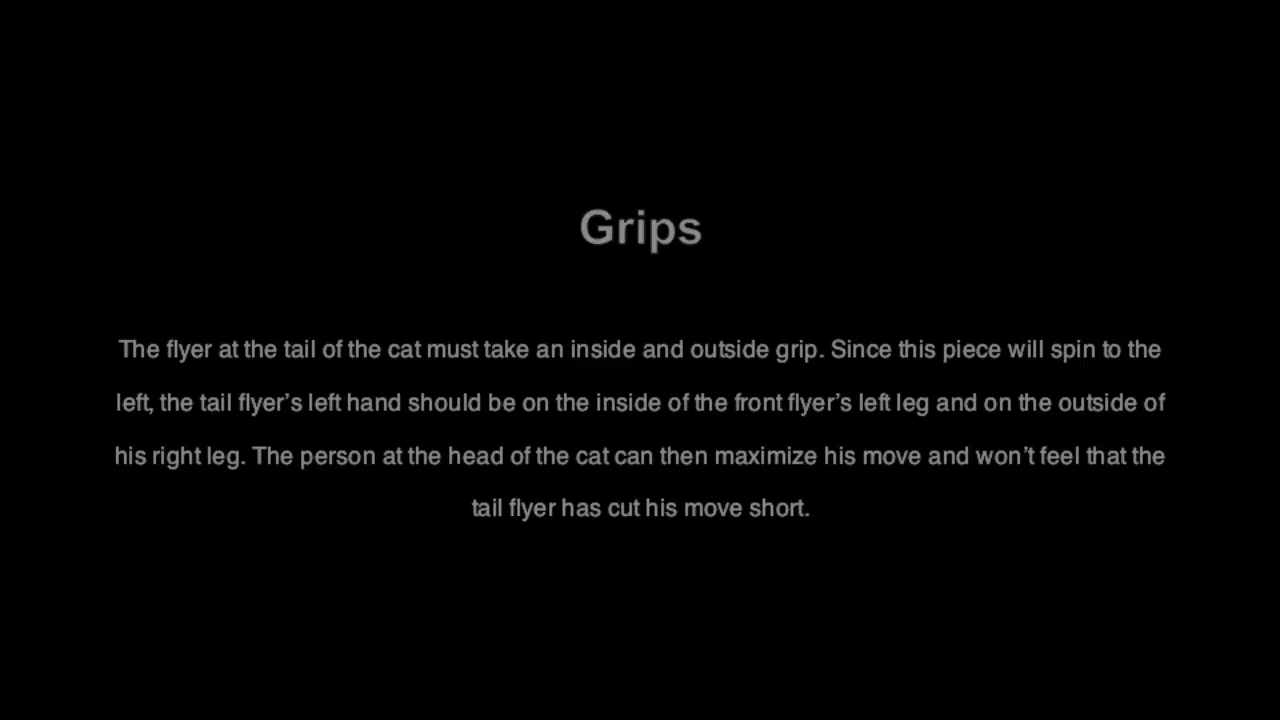 Grips
The flyer at the tail of the cat must take an inside and outside grip. Since this piece will spin to the
left, the tail flyer’s left hand should be on the inside of the front flyer’s left leg and on the outside of
his right leg. The person at the head of the cat can then maximize his move and won’t feel that the
tail flyer has cut his move short.